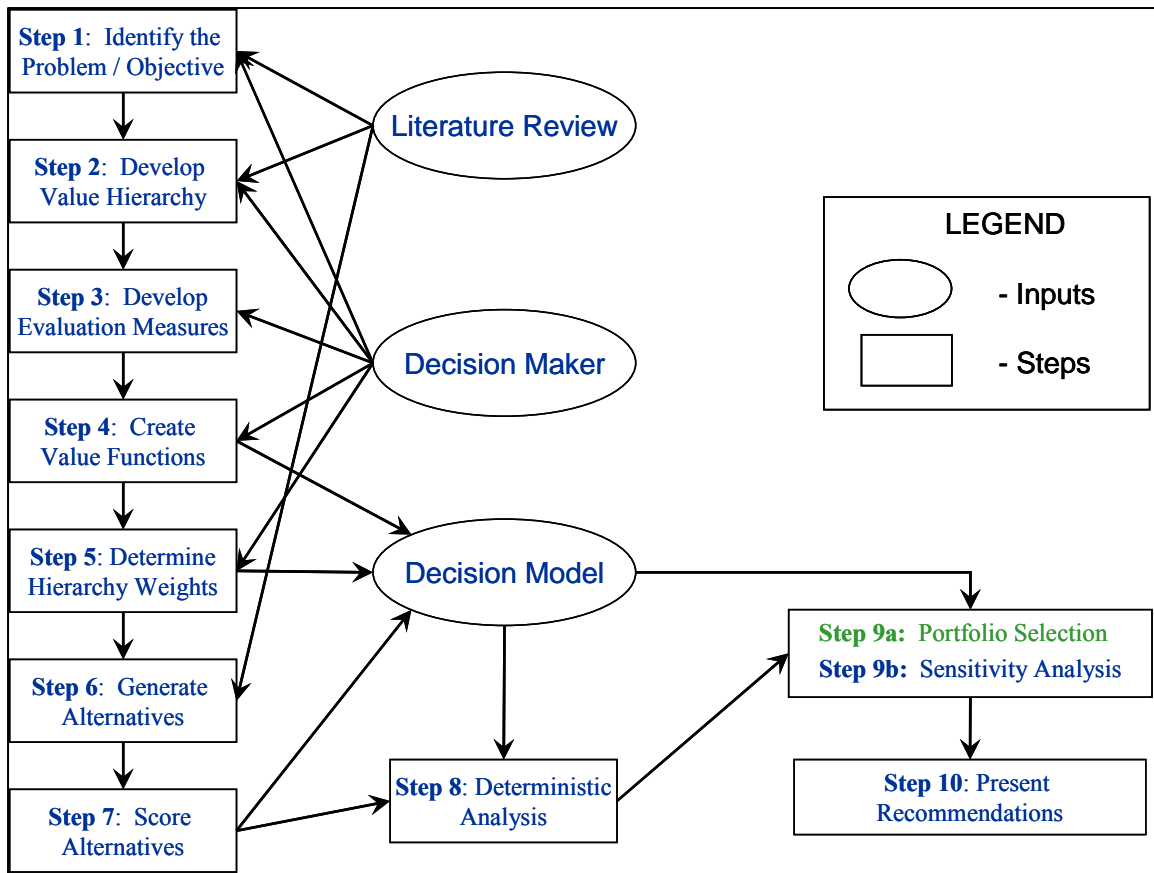 Step 1: Identify the
Problem / Objective
Literature Review
Step 2: Develop
Value Hierarchy
LEGEND
- Inputs
- Steps
Step 3: Develop
Evaluation Measures
Decision Maker
Step 4: Create
Value Functions
Step 5: Determine
Hierarchy Weights
Decision Model
Step 9a: Portfolio Selection
Step 9b: Sensitivity Analysis
Step 6: Generate
Alternatives
Step 8: Deterministic
Analysis
Step 10: Present
Recommendations
Step 7: Score
Alternatives